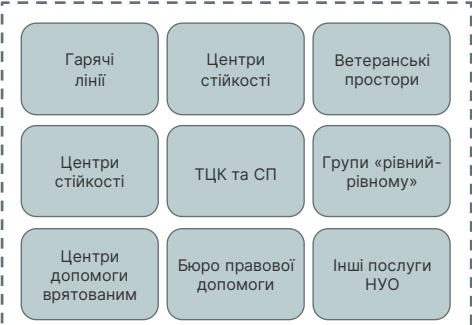 Гарячі
лінії
Центри
стійкості
Ветеранські
простори
Центри
стійкості
ТЦК та СП
Групи «рівний-
рівному»
Центри
допомоги
врятованим
Бюро правової
допомоги
Інші послуги
НУО